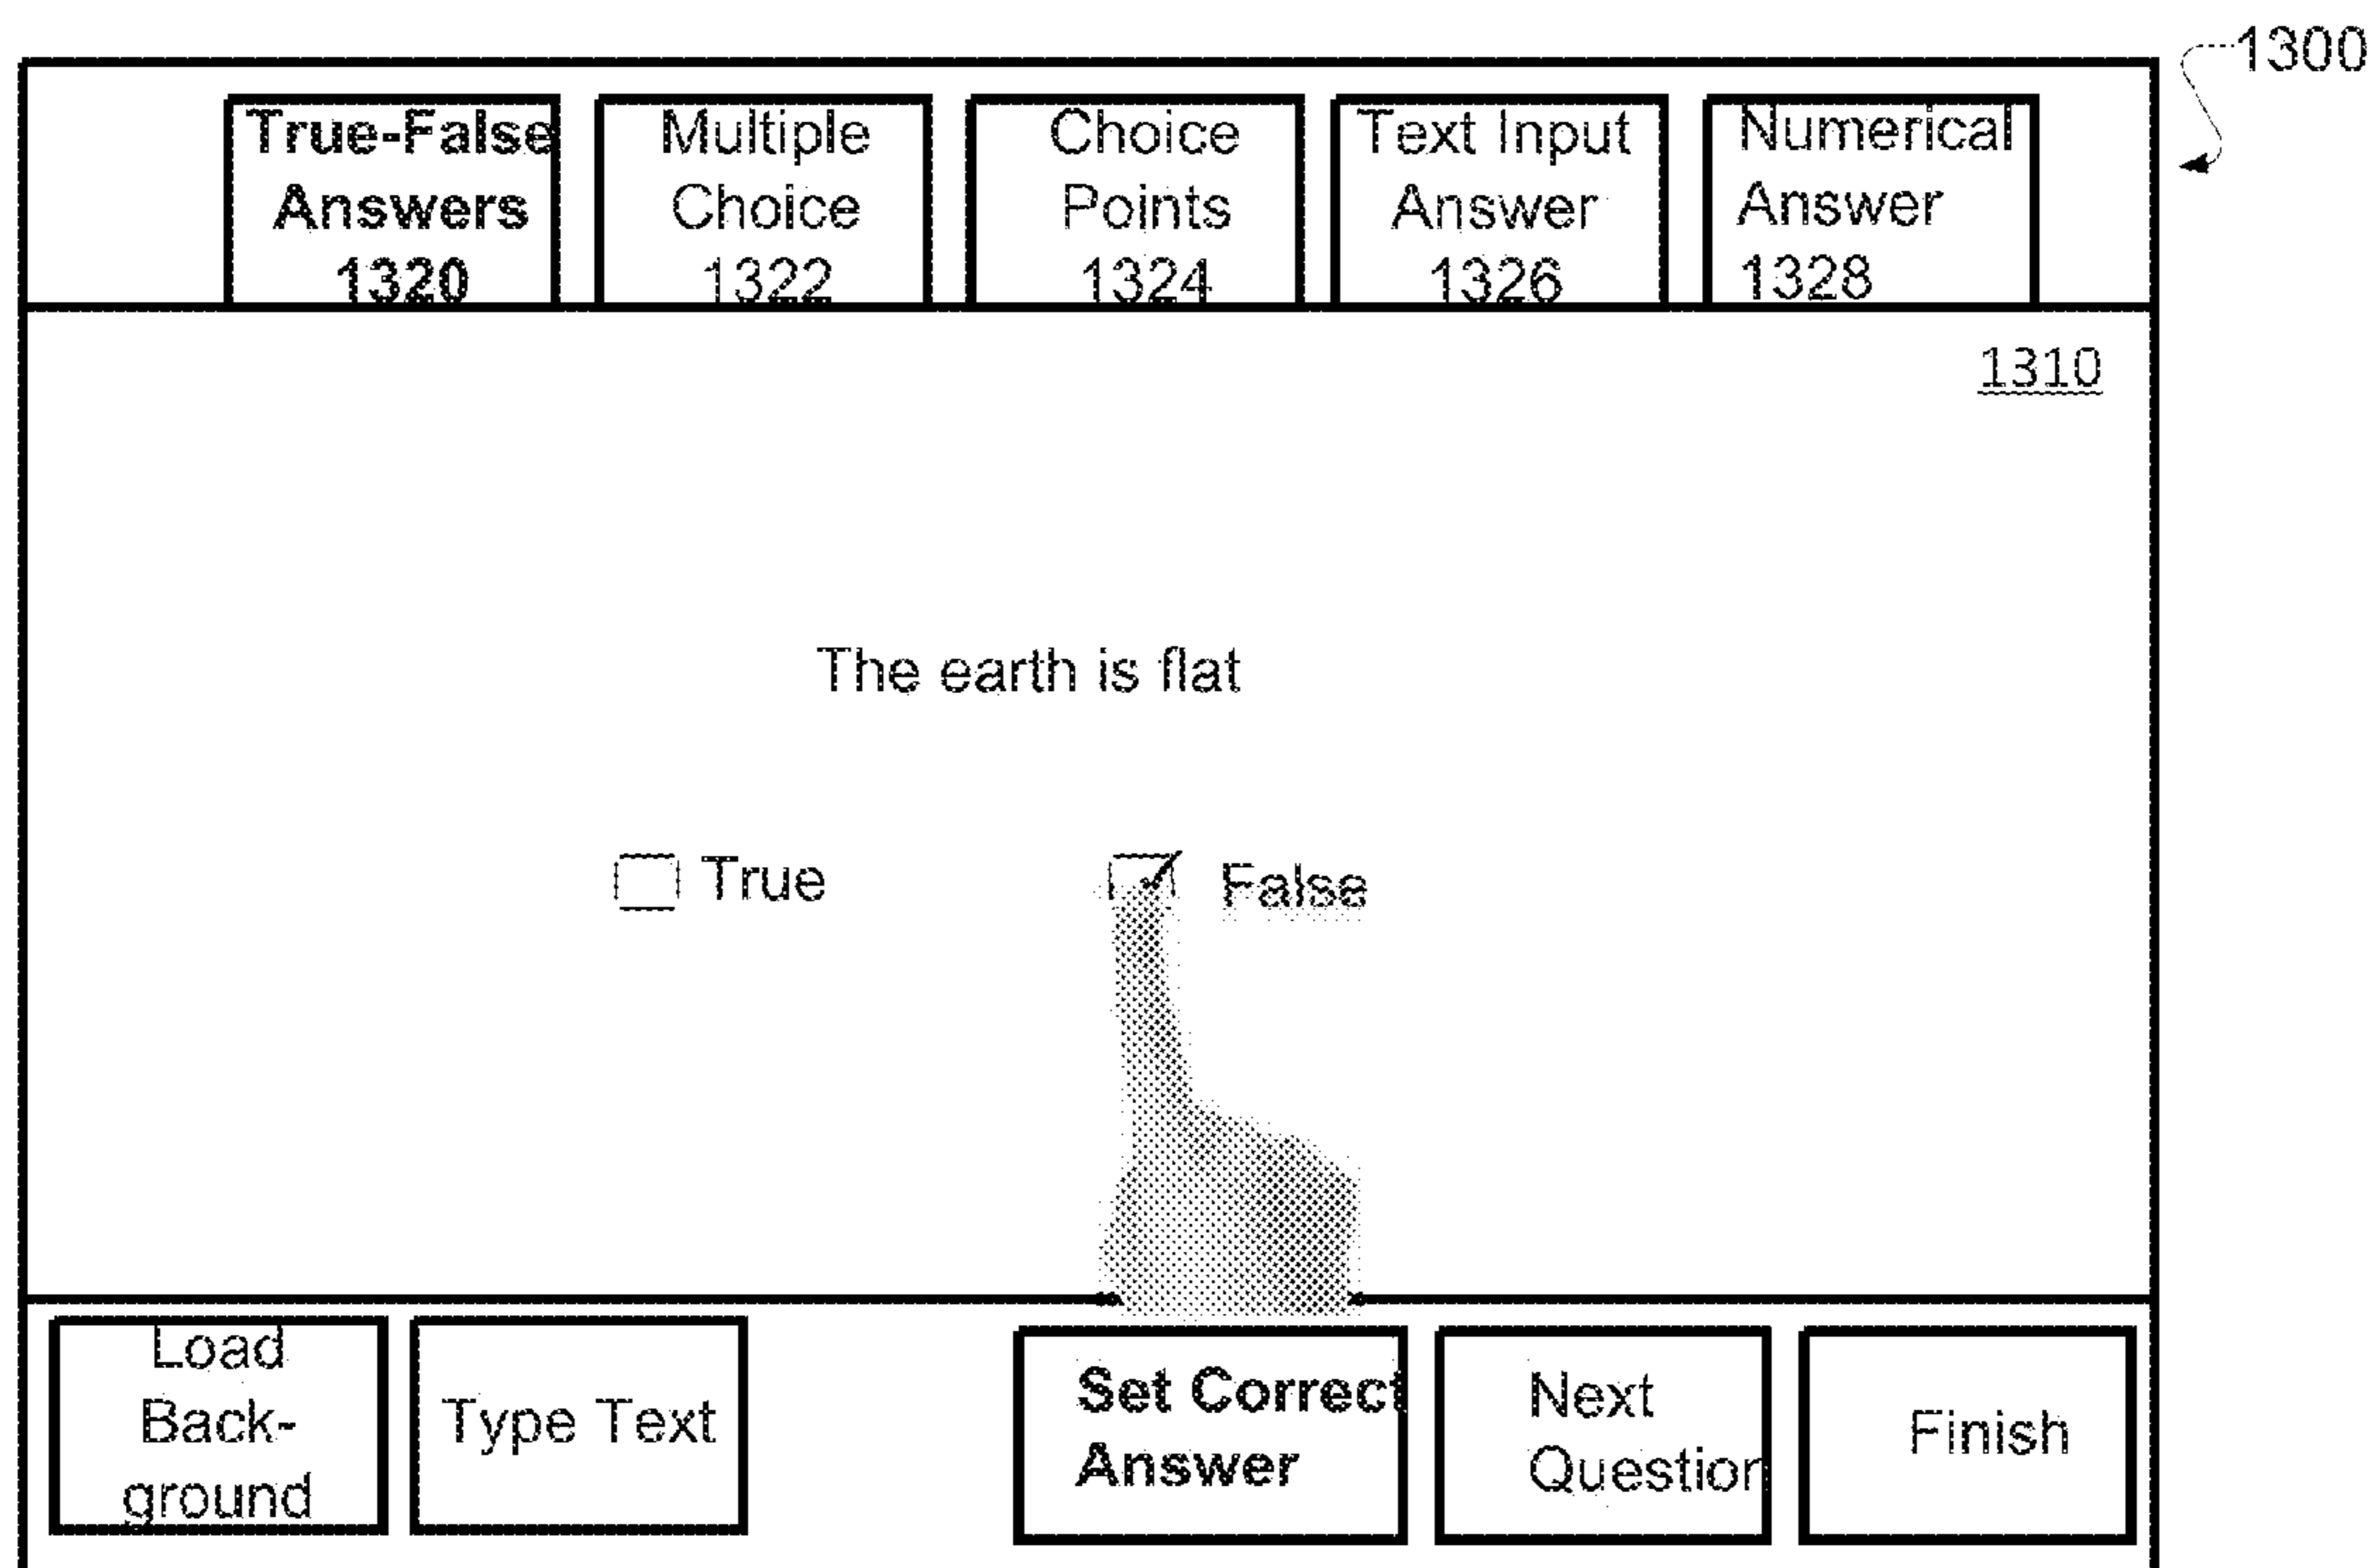 1300
True-False
Answers
1320
Multiple
Choice
1322
Choice
Points
1324
Text Input
Answer
1326
Numerical
Answer
1328
1310
The earth is flat
True
False
Load
Back-
ground
Type Text
Set Correct
Answer
Next
Question
Finish